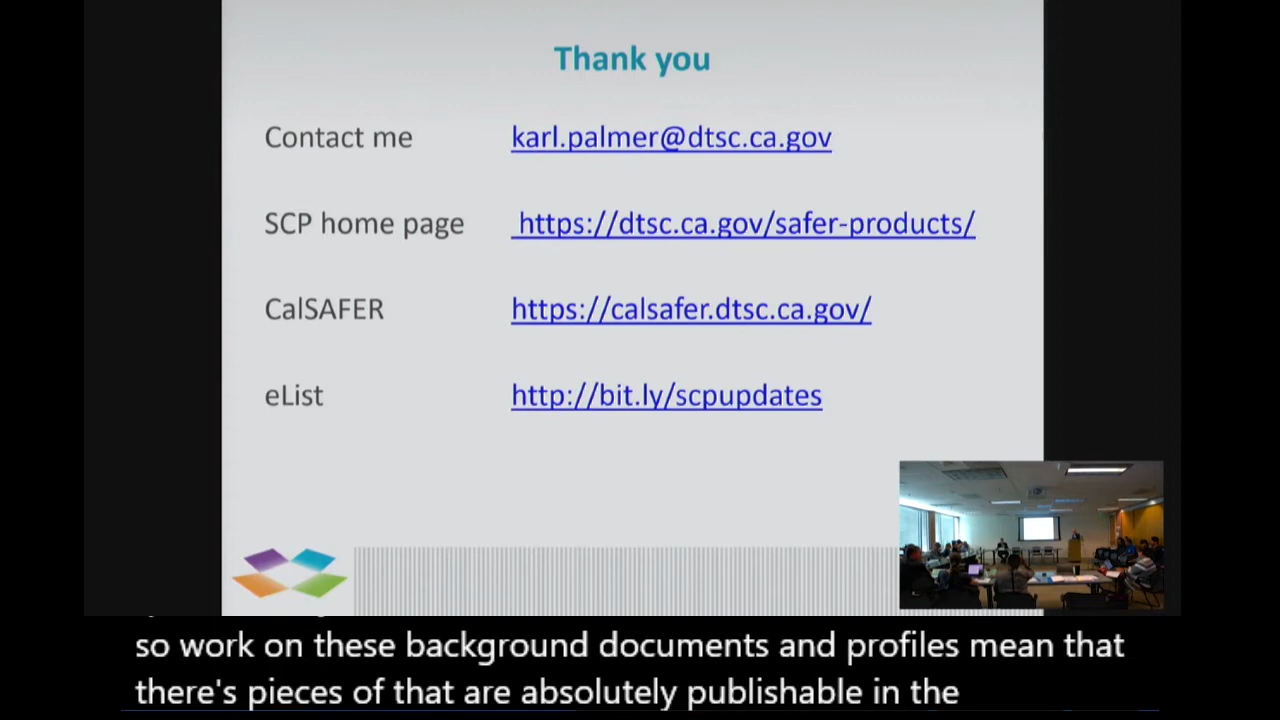 Thank you
Contact me karl.palmer@dtsc.ca.gov
SCP home page https://dtsc.ca.gov/safer-products/
CalSAFER https://calsafer.dtsc.ca.gov/
eList http://bit.ly/scpupdates
so work on these background documents and profiles mean that
there's pieces of that are absolutely publishable in the